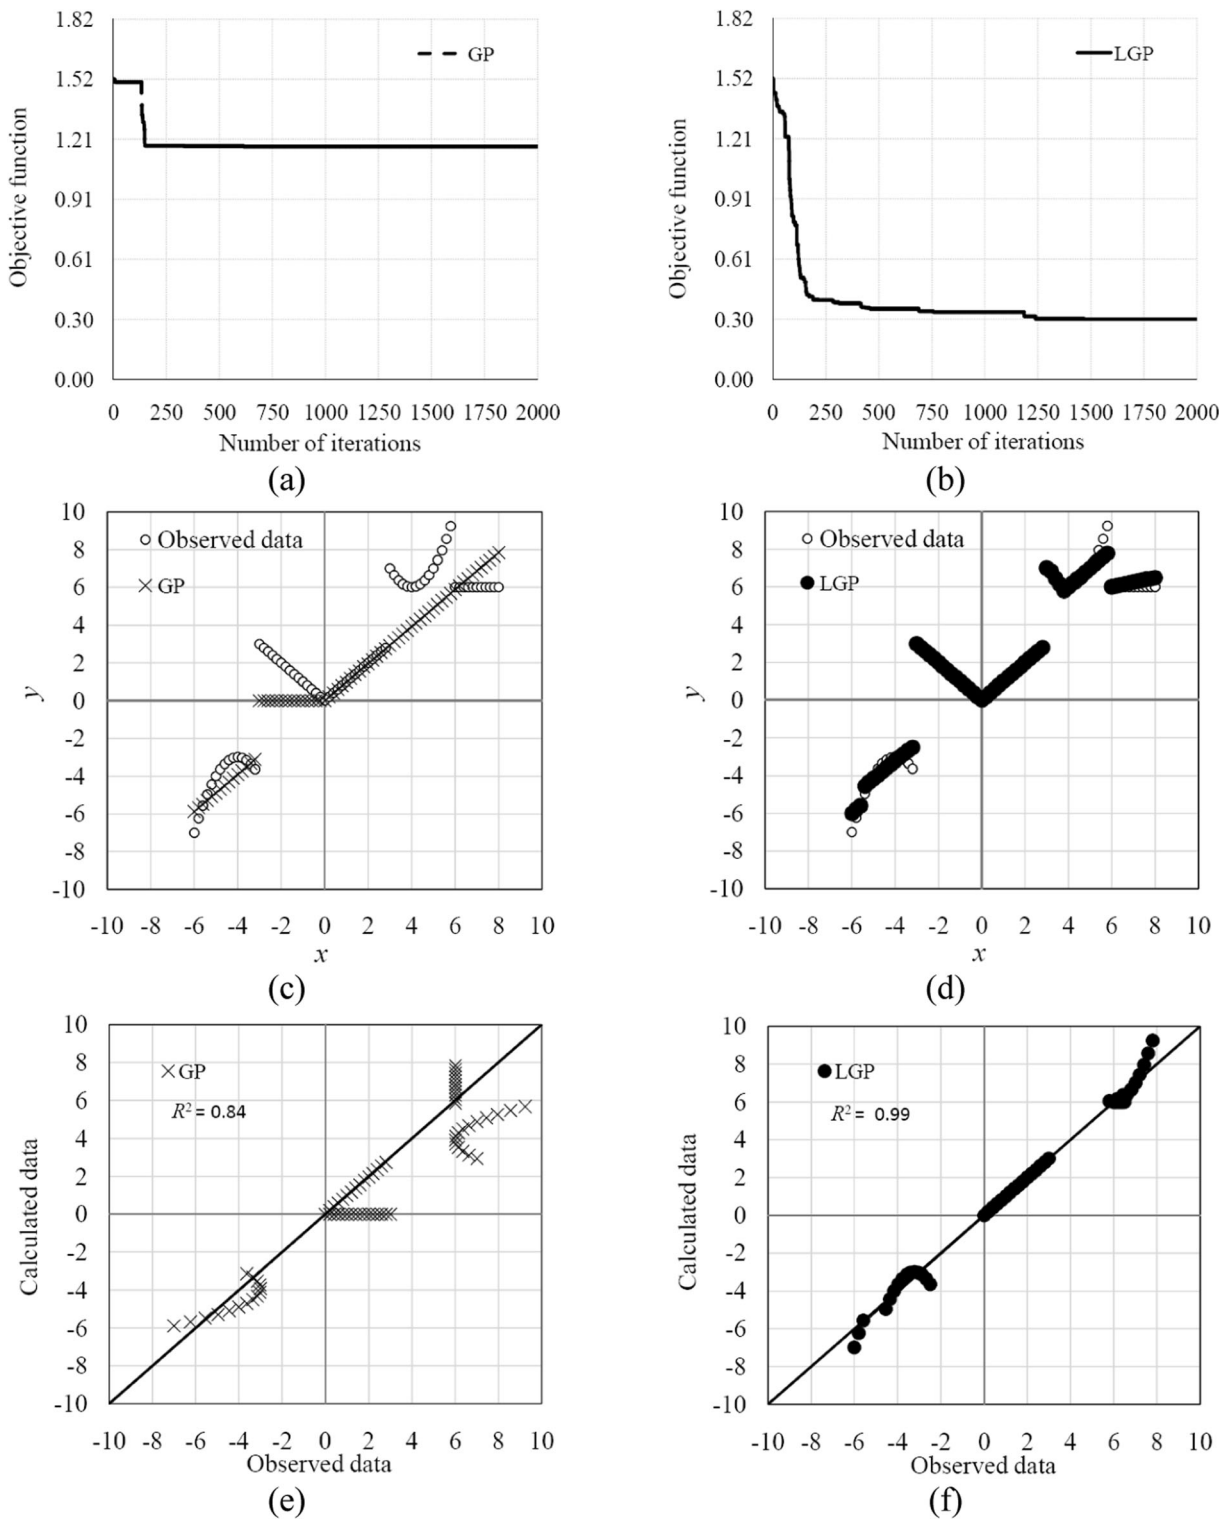 1.82
1.52
1.21
0.91
0.61
0.30
0.00
Objective function
GP
0 250 500 750 1000 1250 1500 1750 2000
Number of iterations
(a)
1.82
1.52
1.21
0.91
0.61
0.30
0.00
Objective function
LGP
0 250 500 750 1000 1250 1500 1750 2000
Number of iterations
(b)
10
8
6
4
2
0
-2
-4
-6
-8
-10
y
Observed data
GP
-10 -8 -6 -4 -2 0 2 4 6 8 10
x
(c)
10
8
6
4
2
0
-2
-4
-6
-8
-10
y
Observed data
LGP
-10 -8 -6 -4 -2 0 2 4 6 8 10
x
(d)
10
8
6
4
2
0
-2
-4
-6
-8
-10
Calculated data
GP
R² = 0.84
-10 -8 -6 -4 -2 0 2 4 6 8 10
Observed data
(e)
10
8
6
4
2
0
-2
-4
-6
-8
-10
Calculated data
LGP
R² = 0.99
-10 -8 -6 -4 -2 0 2 4 6 8 10
Observed data
(f)